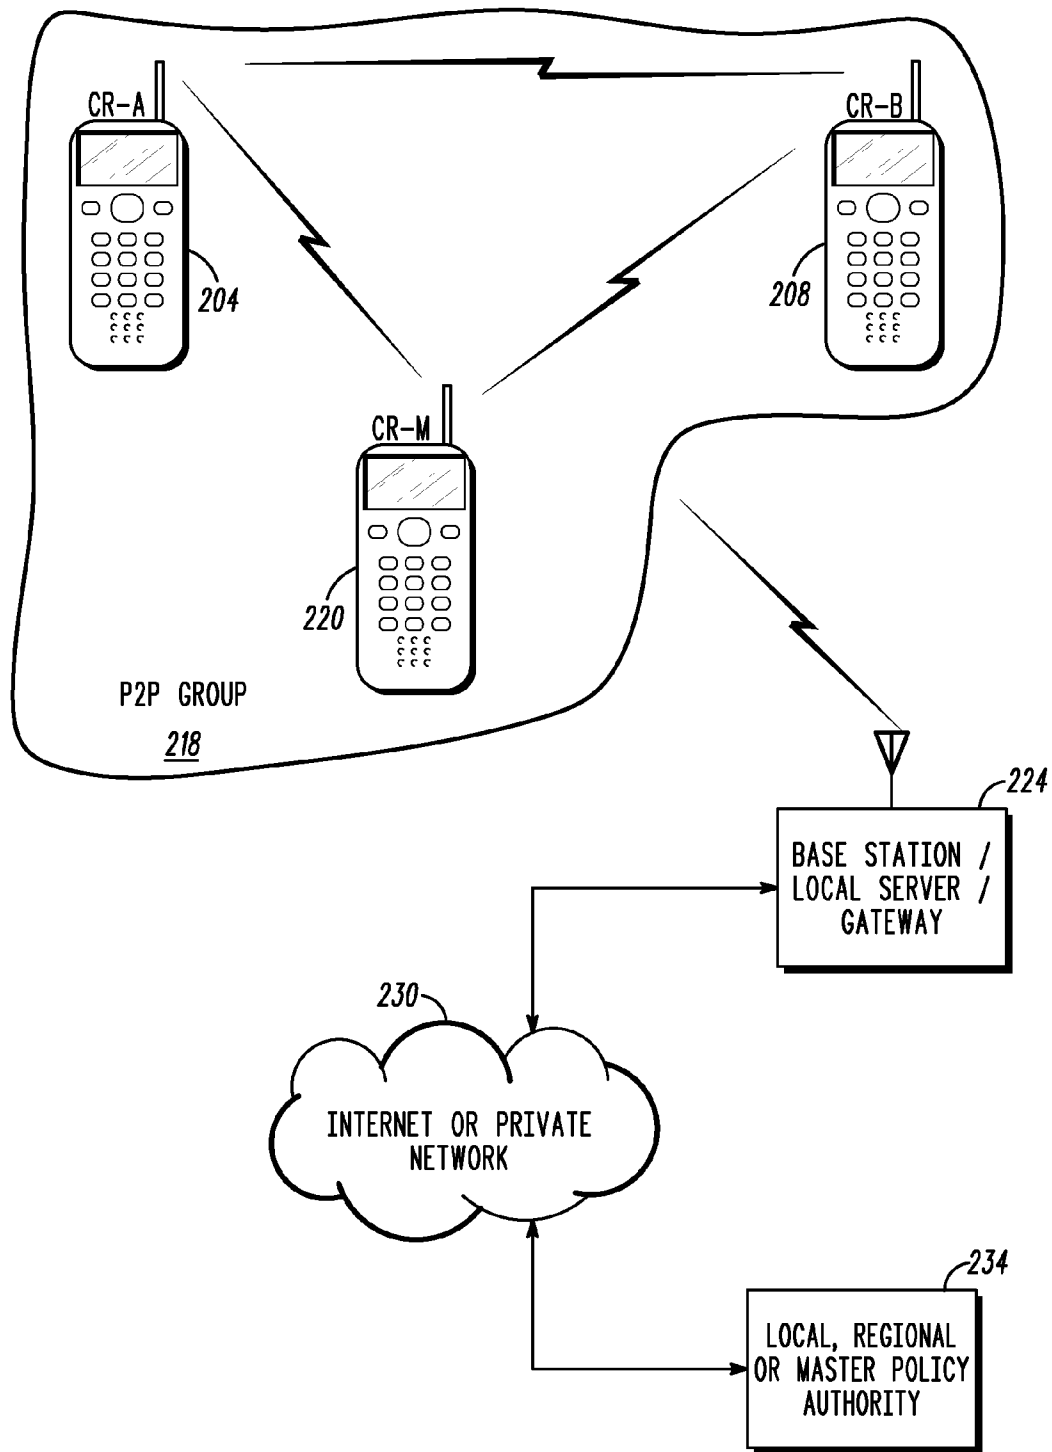 CR-A
CR-B
204
208
CR-M
220
P2P GROUP
218
224
BASE STATION /
LOCAL SERVER /
GATEWAY
230
INTERNET OR PRIVATE
NETWORK
234
LOCAL, REGIONAL
OR MASTER POLICY
AUTHORITY